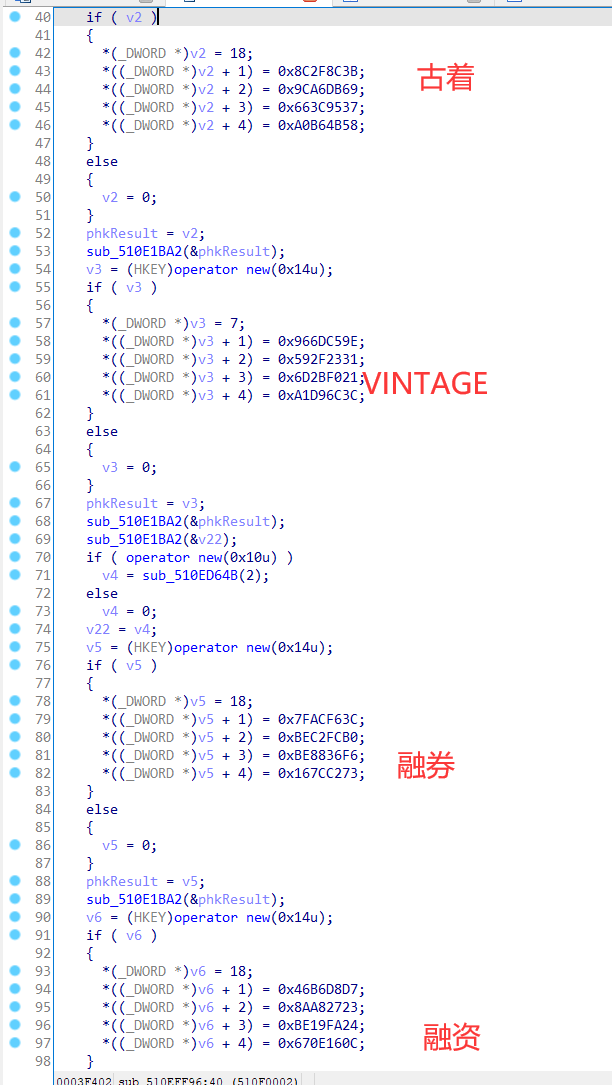 40 if ( v2 )
41 {
42 *(_DWORD *)v2 = 18;
43 *((_DWORD *)v2 + 1) = 0x8C2F8C3B;
古着
44 *((_DWORD *)v2 + 2) = 0x9CA6DB69;
45 *((_DWORD *)v2 + 3) = 0x663C9537;
46 *((_DWORD *)v2 + 4) = 0xA0B64B58;
47 }
48 else
49 {
50 v2 = 0;
51 }
52 phkResult = v2;
53 sub_510E1BA2(&phkResult);
54 v3 = (HKEY)operator new(0x14u);
55 if ( v3 )
56 {
57 *(_DWORD *)v3 = 7;
58 *((_DWORD *)v3 + 1) = 0x966DC59E;
59 *((_DWORD *)v3 + 2) = 0x592F2331;
60 *((_DWORD *)v3 + 3) = 0x6D2BF021;
VINTAGE
61 *((_DWORD *)v3 + 4) = 0xA1D96C3C;
62 }
63 else
64 {
65 v3 = 0;
66 }
67 phkResult = v3;
68 sub_510E1BA2(&phkResult);
69 sub_510E1BA2(&v22);
70 if ( operator new(0x10u) )
71 v4 = sub_510ED64B(2);
72 else
73 v4 = 0;
74 v22 = v4;
75 v5 = (HKEY)operator new(0x14u);
76 if ( v5 )
77 {
78 *(_DWORD *)v5 = 18;
79 *((_DWORD *)v5 + 1) = 0x7FACF63C;
80 *((_DWORD *)v5 + 2) = 0xBEC2FCB0;
81 *((_DWORD *)v5 + 3) = 0xBE8836F6;
融券
82 *((_DWORD *)v5 + 4) = 0x167CC273;
83 }
84 else
85 {
86 v5 = 0;
87 }
88 phkResult = v5;
89 sub_510E1BA2(&phkResult);
90 v6 = (HKEY)operator new(0x14u);
91 if ( v6 )
92 {
93 *(_DWORD *)v6 = 18;
94 *((_DWORD *)v6 + 1) = 0x46B6D8D7;
95 *((_DWORD *)v6 + 2) = 0x8AA82723;
96 *((_DWORD *)v6 + 3) = 0xBE19FA24;
97 *((_DWORD *)v6 + 4) = 0x670E160C;
融资
98 }